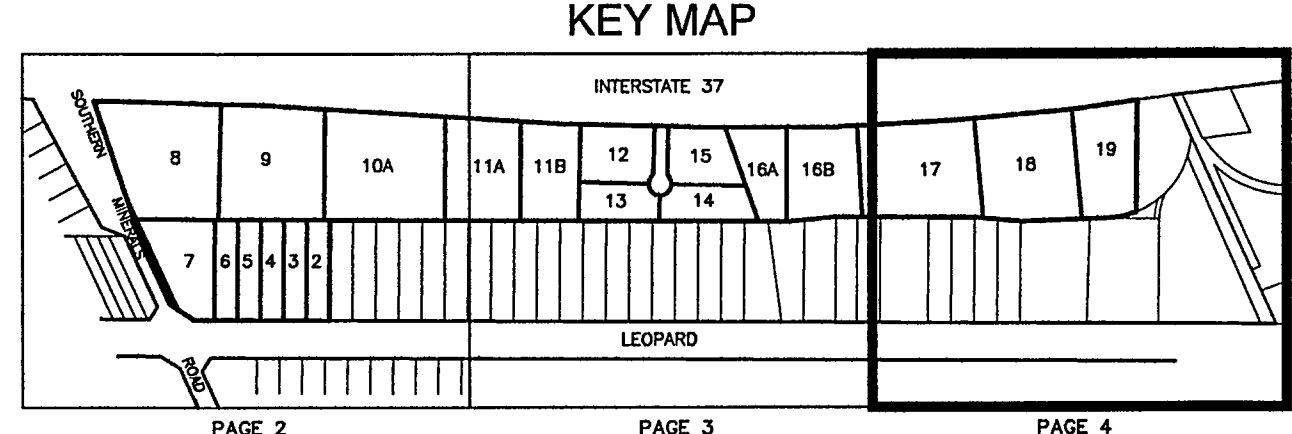 KEY MAP
INTERSTATE 37
SOUTHERN
MINERALS
ROAD
8
9
10A
11A
11B
12
15
13
14
16A
16B
17
18
19
7
6
5
4
3
2
LEOPARD
PAGE 2
PAGE 3
PAGE 4